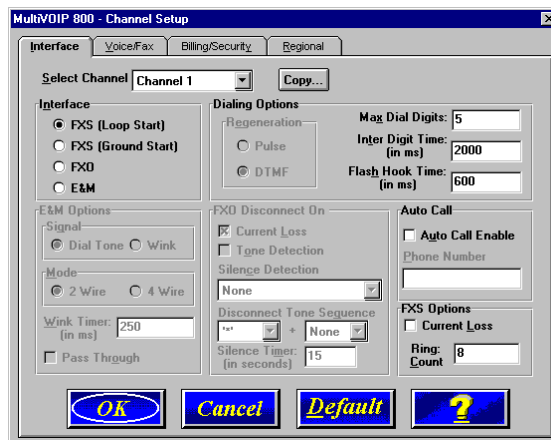 MultiVOIP 800 - Channel Setup
Interface
Voice/Fax
Billing/Security
Regional
Select Channel
Channel 1
Copy...
Interface
FXS (Loop Start)
FXS (Ground Start)
FXO
E&M
Dialing Options
Regeneration
Pulse
DTMF
Max Dial Digits: 5
Inter Digit Time: 2000
(in ms)
Flash Hook Time: 600
(in ms)
E&M Options
Signal
Dial Tone
Wink
Mode
2 Wire
4 Wire
Wink Timer: 250
(in ms)
Pass Through
FXO Disconnect On
Current Loss
Tone Detection
Silence Detection
None
Disconnect Tone Sequence
'*' + None
Silence Timer: 15
(in seconds)
Auto Call
Auto Call Enable
Phone Number
FXS Options
Current Loss
Ring: 8
Count
OK
Cancel
Default
?